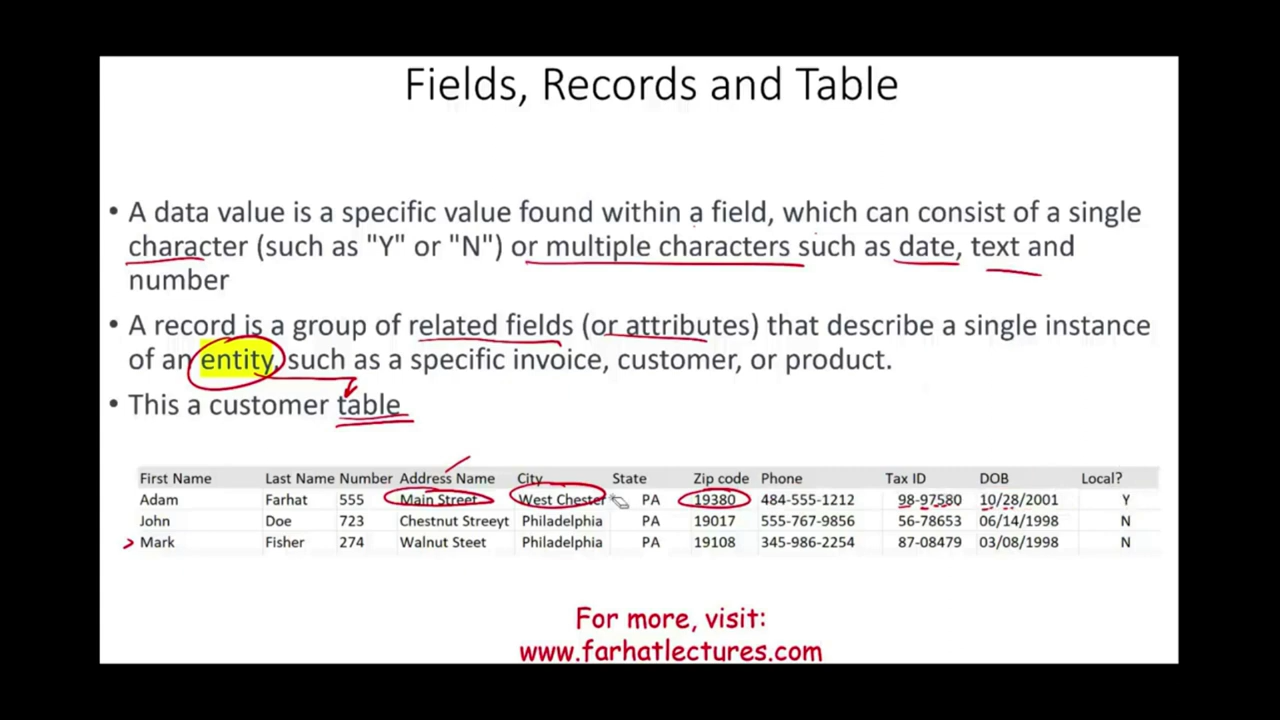 Fields, Records and Table
• A data value is a specific value found within a field, which can consist of a single
character (such as "Y" or "N") or multiple characters such as date, text and
number
• A record is a group of related fields (or attributes) that describe a single instance
of an entity, such as a specific invoice, customer, or product.
• This a customer table
First Name Last Name Number Address Name City State Zip code Phone Tax ID DOB Local?
Adam Farhat 555 Main Street West Chester PA 19380 484-555-1212 98-97580 10/28/2001 Y
John Doe 723 Chestnut Streeyt Philadelphia PA 19017 555-767-9856 56-78653 06/14/1998 N
Mark Fisher 274 Walnut Steet Philadelphia PA 19108 345-986-2254 87-08479 03/08/1998 N
For more, visit:
www.farhatlectures.com